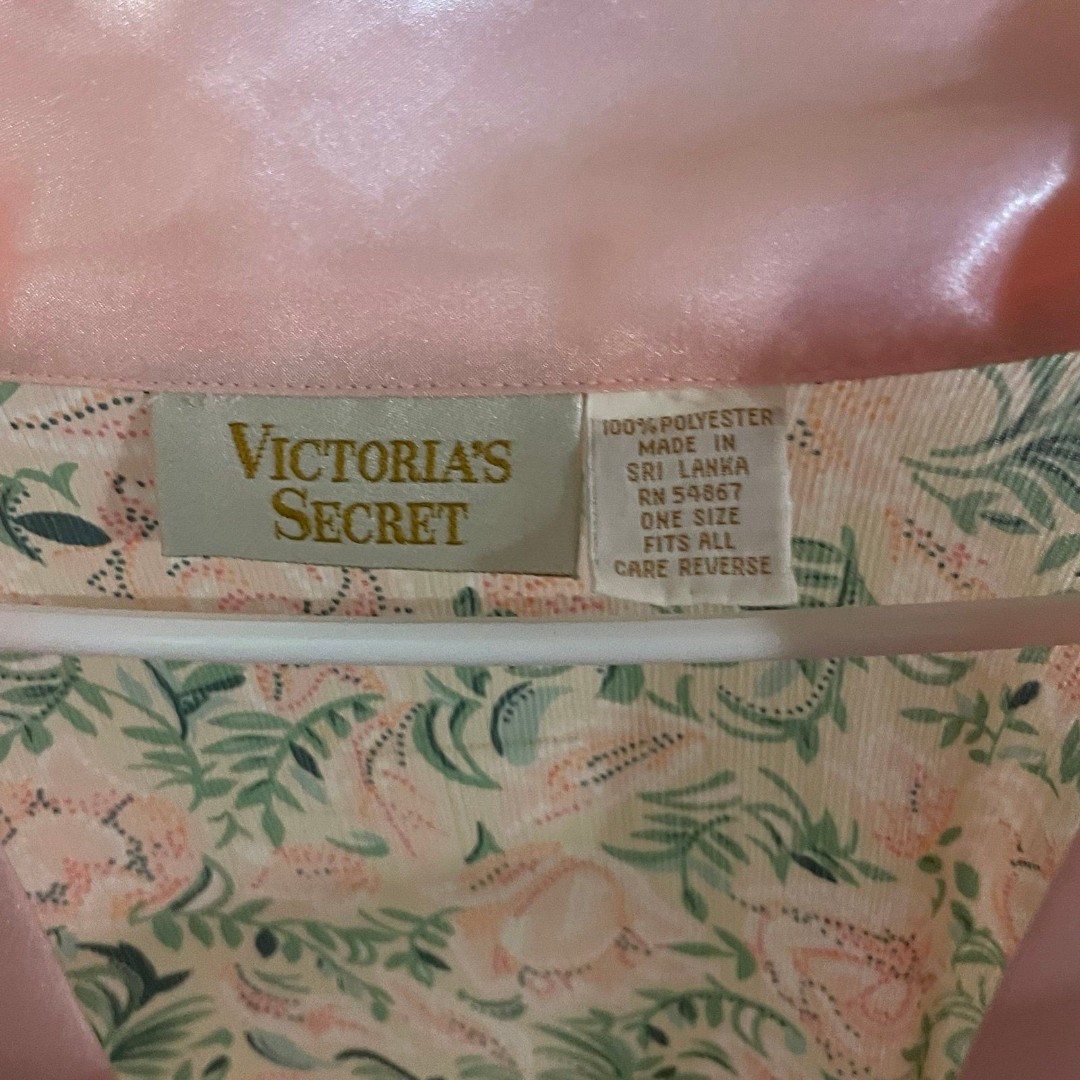 VICTORIA'S
SECRET
100% POLYESTER
MADE IN
SRI LANKA
RN 54867
ONE SIZE
FITS ALL
CARE REVERSE